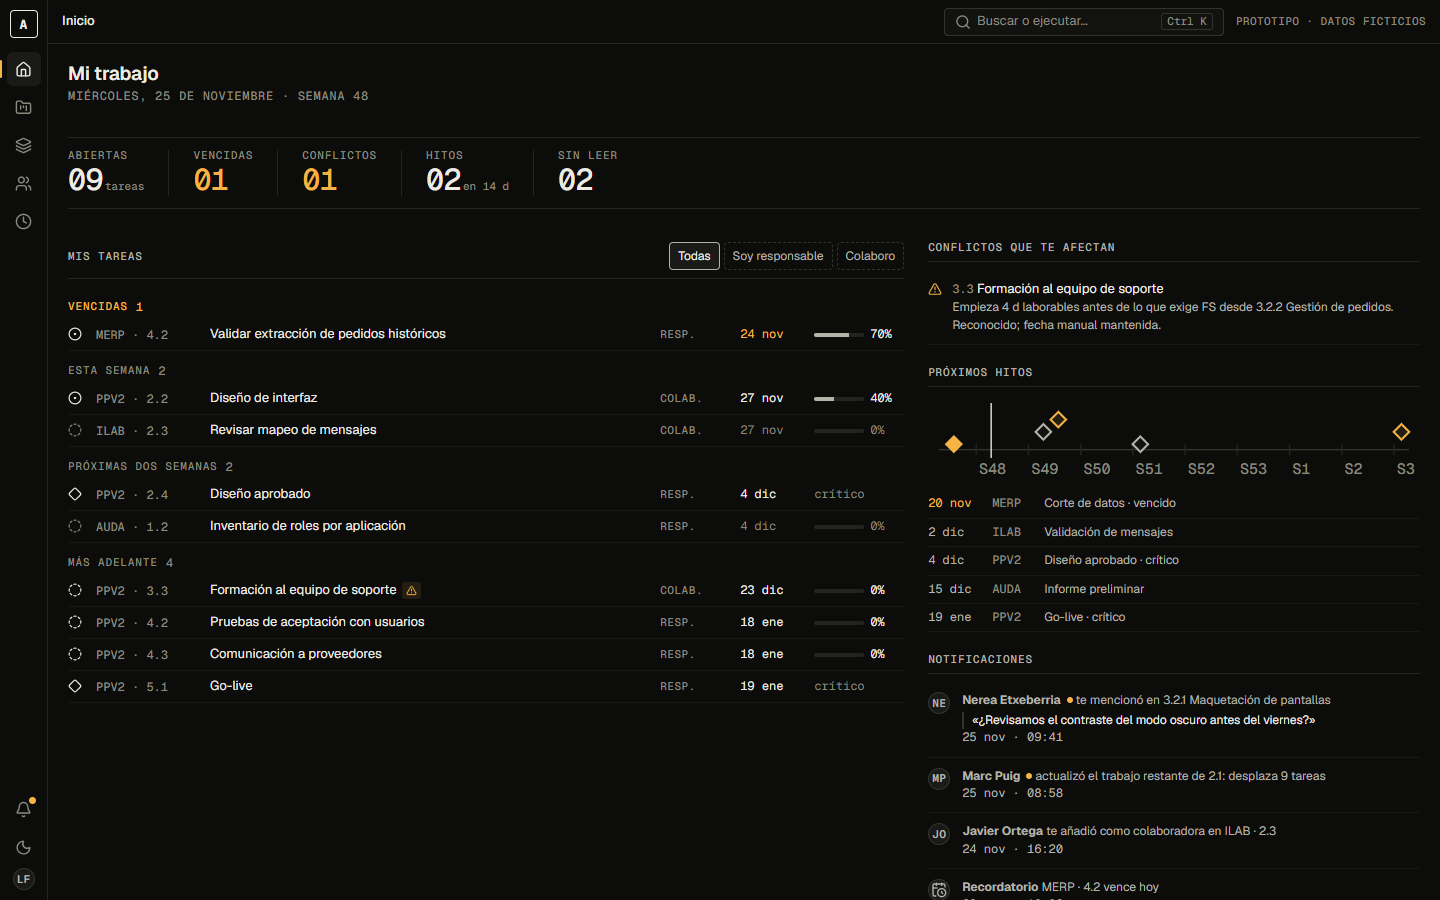 A
Inicio
Buscar o ejecutar...
Ctrl K
PROTOTIPO · DATOS FICTICIOS
Mi trabajo
MIÉRCOLES, 25 DE NOVIEMBRE · SEMANA 48
ABIERTAS
09 tareas
VENCIDAS
01
CONFLICTOS
01
HITOS
02 en 14 d
SIN LEER
02
MIS TAREAS
Todas
Soy responsable
Colaboro
VENCIDAS 1
MERP · 4.2 Validar extracción de pedidos históricos RESP. 24 nov 70%
ESTA SEMANA 2
PPV2 · 2.2 Diseño de interfaz COLAB. 27 nov 40%
ILAB · 2.3 Revisar mapeo de mensajes COLAB. 27 nov 0%
PRÓXIMAS DOS SEMANAS 2
PPV2 · 2.4 Diseño aprobado RESP. 4 dic crítico
AUDA · 1.2 Inventario de roles por aplicación RESP. 4 dic 0%
MÁS ADELANTE 4
PPV2 · 3.3 Formación al equipo de soporte COLAB. 23 dic 0%
PPV2 · 4.2 Pruebas de aceptación con usuarios RESP. 18 ene 0%
PPV2 · 4.3 Comunicación a proveedores RESP. 18 ene 0%
PPV2 · 5.1 Go-live RESP. 19 ene crítico
CONFLICTOS QUE TE AFECTAN
3.3 Formación al equipo de soporte
Empieza 4 d laborables antes de lo que exige FS desde 3.2.2 Gestión de pedidos.
Reconocido; fecha manual mantenida.
PRÓXIMOS HITOS
S48 S49 S50 S51 S52 S53 S1 S2 S3
20 nov MERP Corte de datos · vencido
2 dic ILAB Validación de mensajes
4 dic PPV2 Diseño aprobado · crítico
15 dic AUDA Informe preliminar
19 ene PPV2 Go-live · crítico
NOTIFICACIONES
NE
Nerea Etxeberria te mencionó en 3.2.1 Maquetación de pantallas
«¿Revisamos el contraste del modo oscuro antes del viernes?»
25 nov · 09:41
MP
Marc Puig actualizó el trabajo restante de 2.1: desplaza 9 tareas
25 nov · 08:58
JO
Javier Ortega te añadió como colaboradora en ILAB · 2.3
24 nov · 16:20
Recordatorio MERP · 4.2 vence hoy
LF